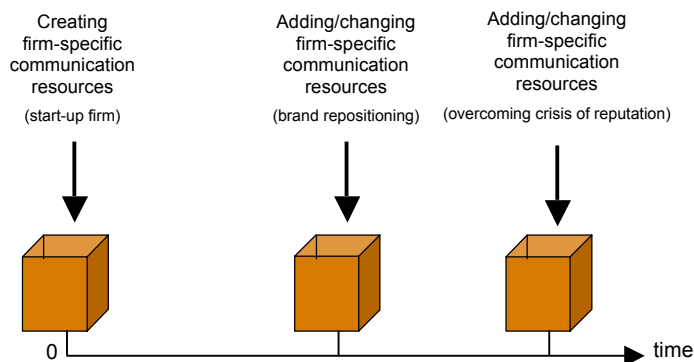 Creating
firm-specific
communication
resources
(start-up firm)
Adding/changing
firm-specific
communication
resources
(brand repositioning)
Adding/changing
firm-specific
communication
resources
(overcoming crisis of reputation)
0
time